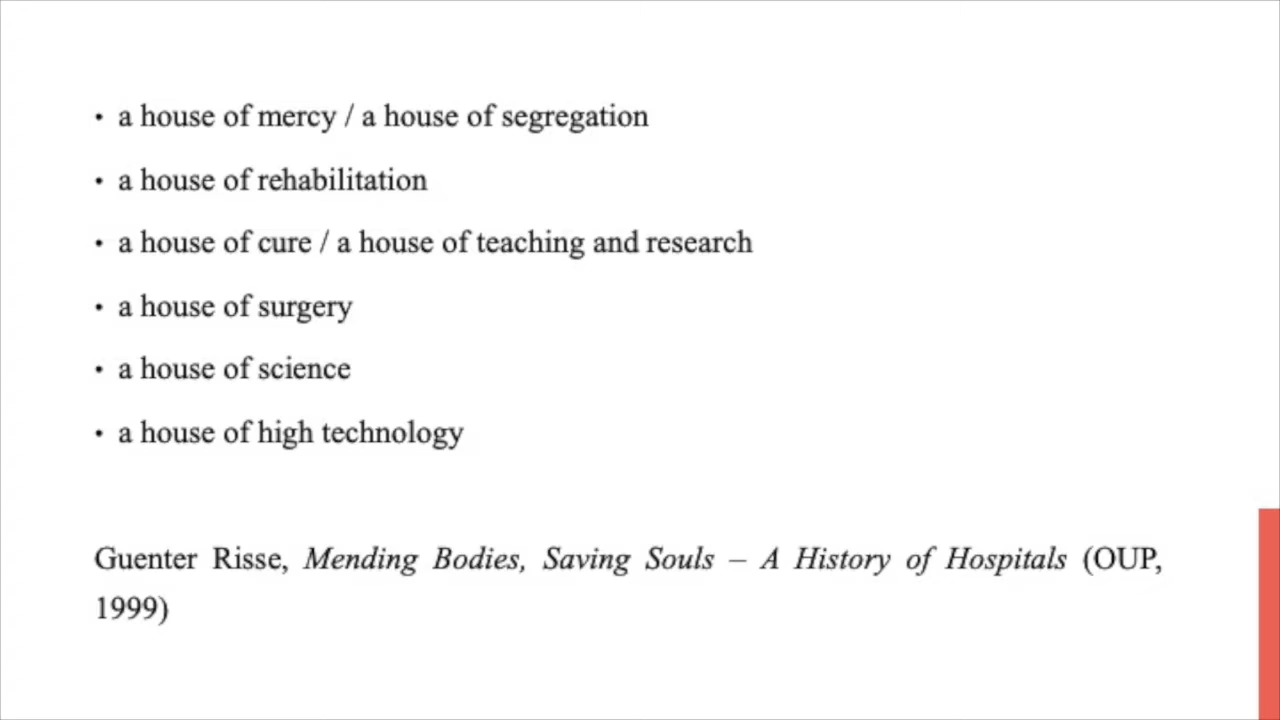 • a house of mercy / a house of segregation
• a house of rehabilitation
• a house of cure / a house of teaching and research
• a house of surgery
• a house of science
• a house of high technology
Guenter Risse, Mending Bodies, Saving Souls – A History of Hospitals (OUP,
1999)